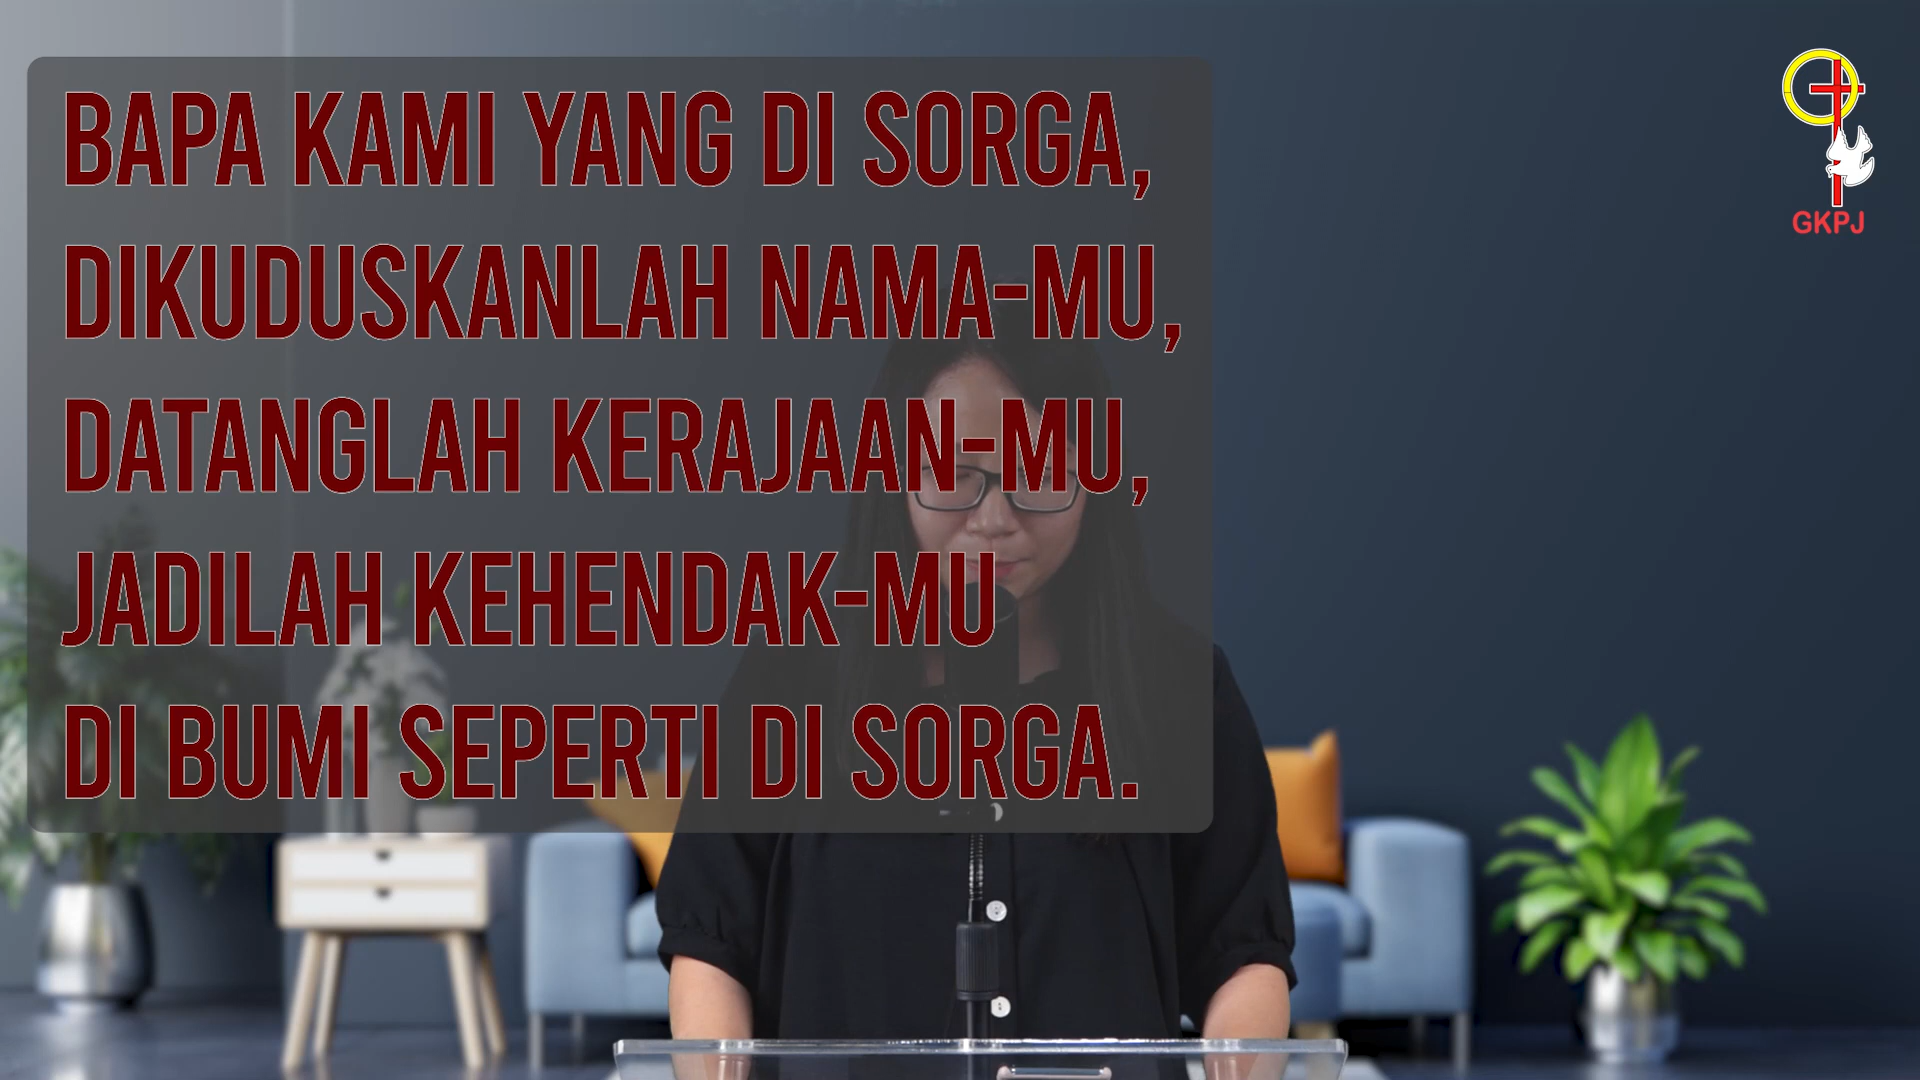 BAPA KAMI YANG DI SORGA,
DIKUDUSKANLAH NAMA-MU,
DATANGLAH KERAJAAN-MU,
JADILAH KEHENDAK-MU
DI BUMI SEPERTI DI SORGA.
GKPJ